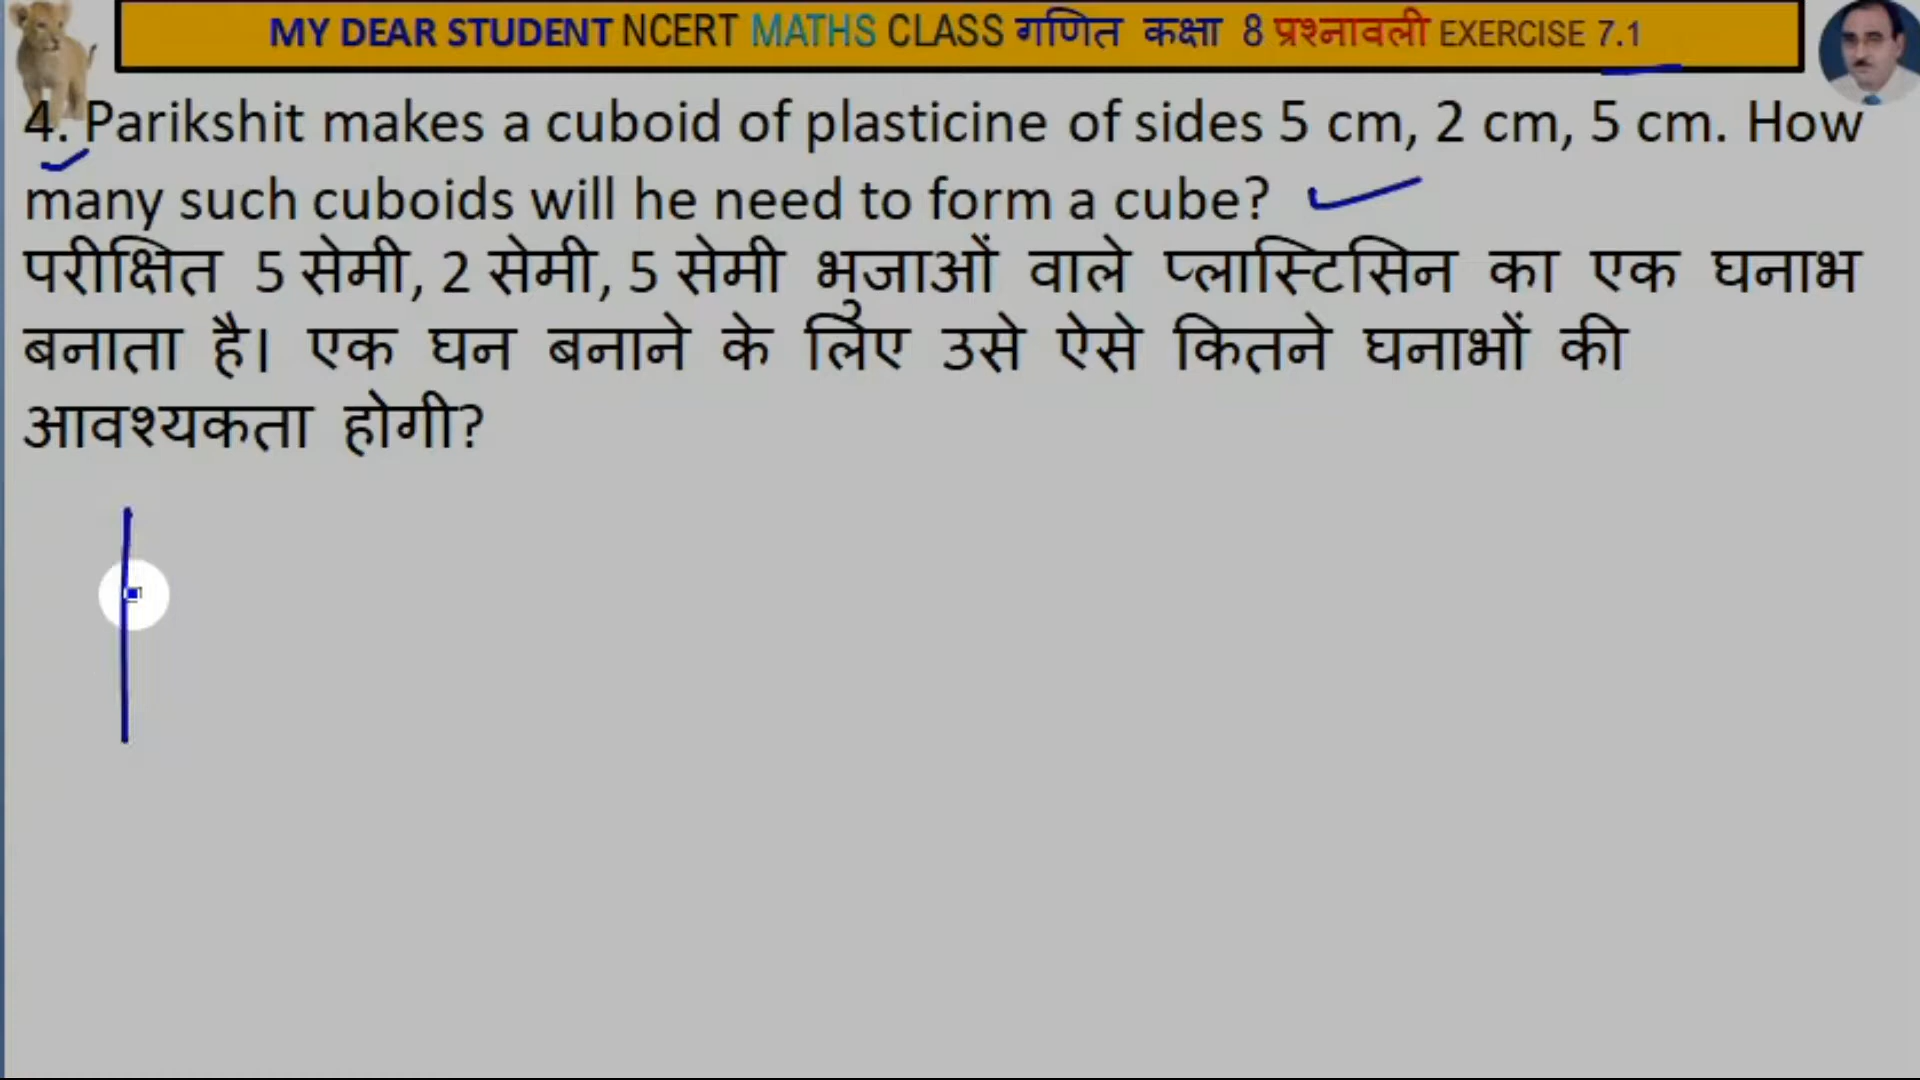 MY DEAR STUDENT NCERT MATHS CLASS गणित कक्षा 8 प्रश्नावली EXERCISE 7.1
4. Parikshit makes a cuboid of plasticine of sides 5 cm, 2 cm, 5 cm. How
many such cuboids will he need to form a cube?
परीक्षित 5 सेमी, 2 सेमी, 5 सेमी भुजाओं वाले प्लास्टिसिन का एक घनाभ
बनाता है। एक घन बनाने के लिए उसे ऐसे कितने घनाभों की
आवश्यकता होगी?